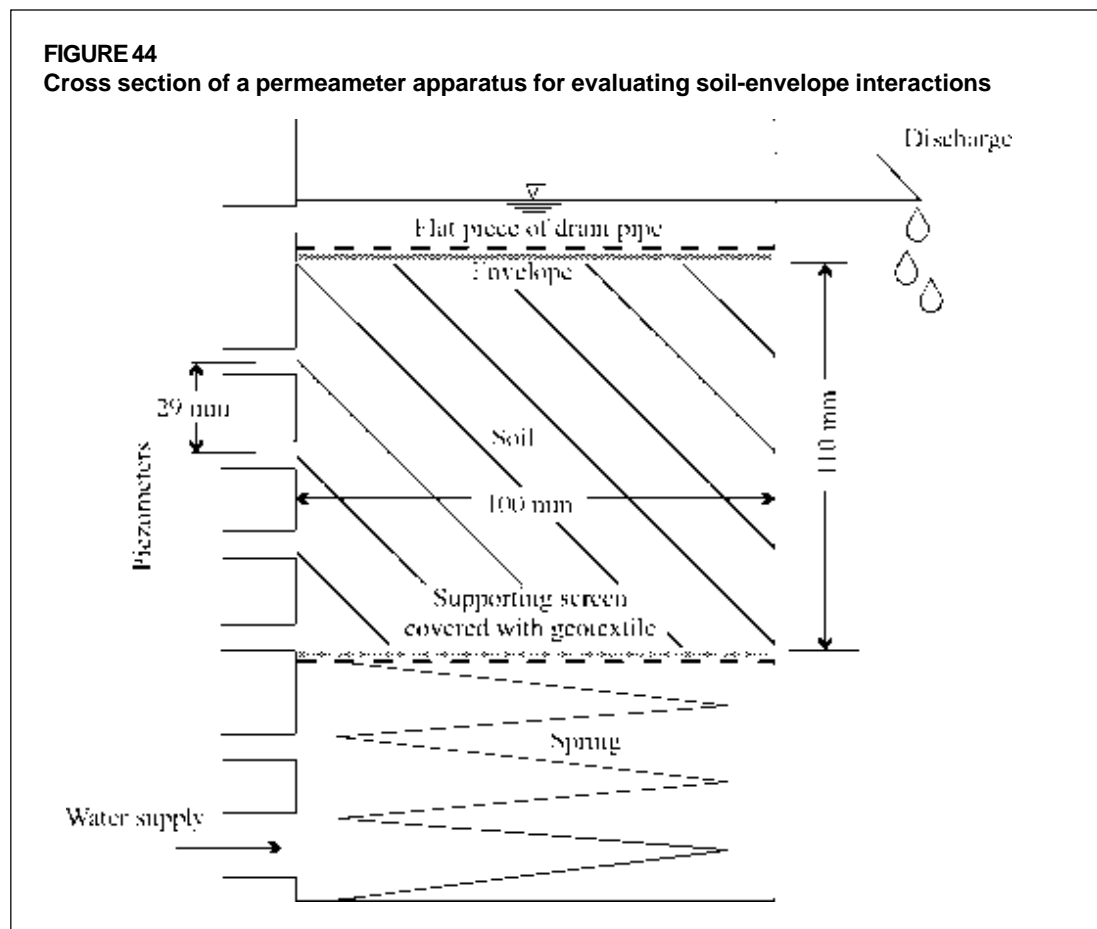 FIGURE 44
Cross section of a permeameter apparatus for evaluating soil-envelope interactions
Discharge
Flat piece of drain pipe
Envelope
29 mm
Piezometers
Soil
100 mm
110 mm
Supporting screen
covered with geotextile
Spring
Water supply